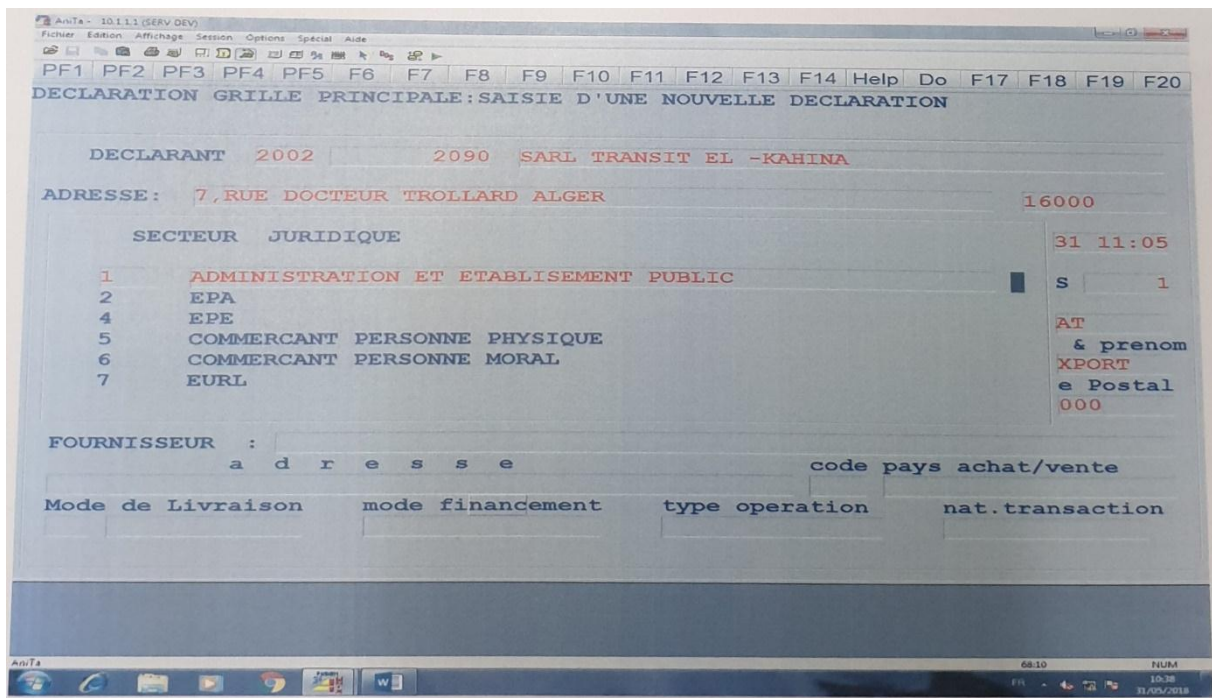 AniTa - 10.1.1.1 (SERV DEV)
Fichier Edition Affichage Session Options Special Aide
PF1 PF2 PF3 PF4 PF5 F6 F7 F8 F9 F10 F11 F12 F13 F14 Help Do F17 F18 F19 F20
DECLARATION GRILLE PRINCIPALE:SAISIE D'UNE NOUVELLE DECLARATION
DECLARANT 2002 2090 SARL TRANSIT EL -KAHINA
ADRESSE: 7,RUE DOCTEUR TROLLARD ALGER 16000
SECTEUR JURIDIQUE
31 11:05
1 ADMINISTRATION ET ETABLISEMENT PUBLIC S 1
2 EPA
4 EPE AT
5 COMMERCANT PERSONNE PHYSIQUE & prenom
6 COMMERCANT PERSONNE MORAL XPORT
7 EURL e Postal
000
FOURNISSEUR :
a d r e s s e code pays achat/vente
Mode de Livraison mode financement type operation nat.transaction
AniTa 68:10 NUM
FR 10:38
31/05/2018